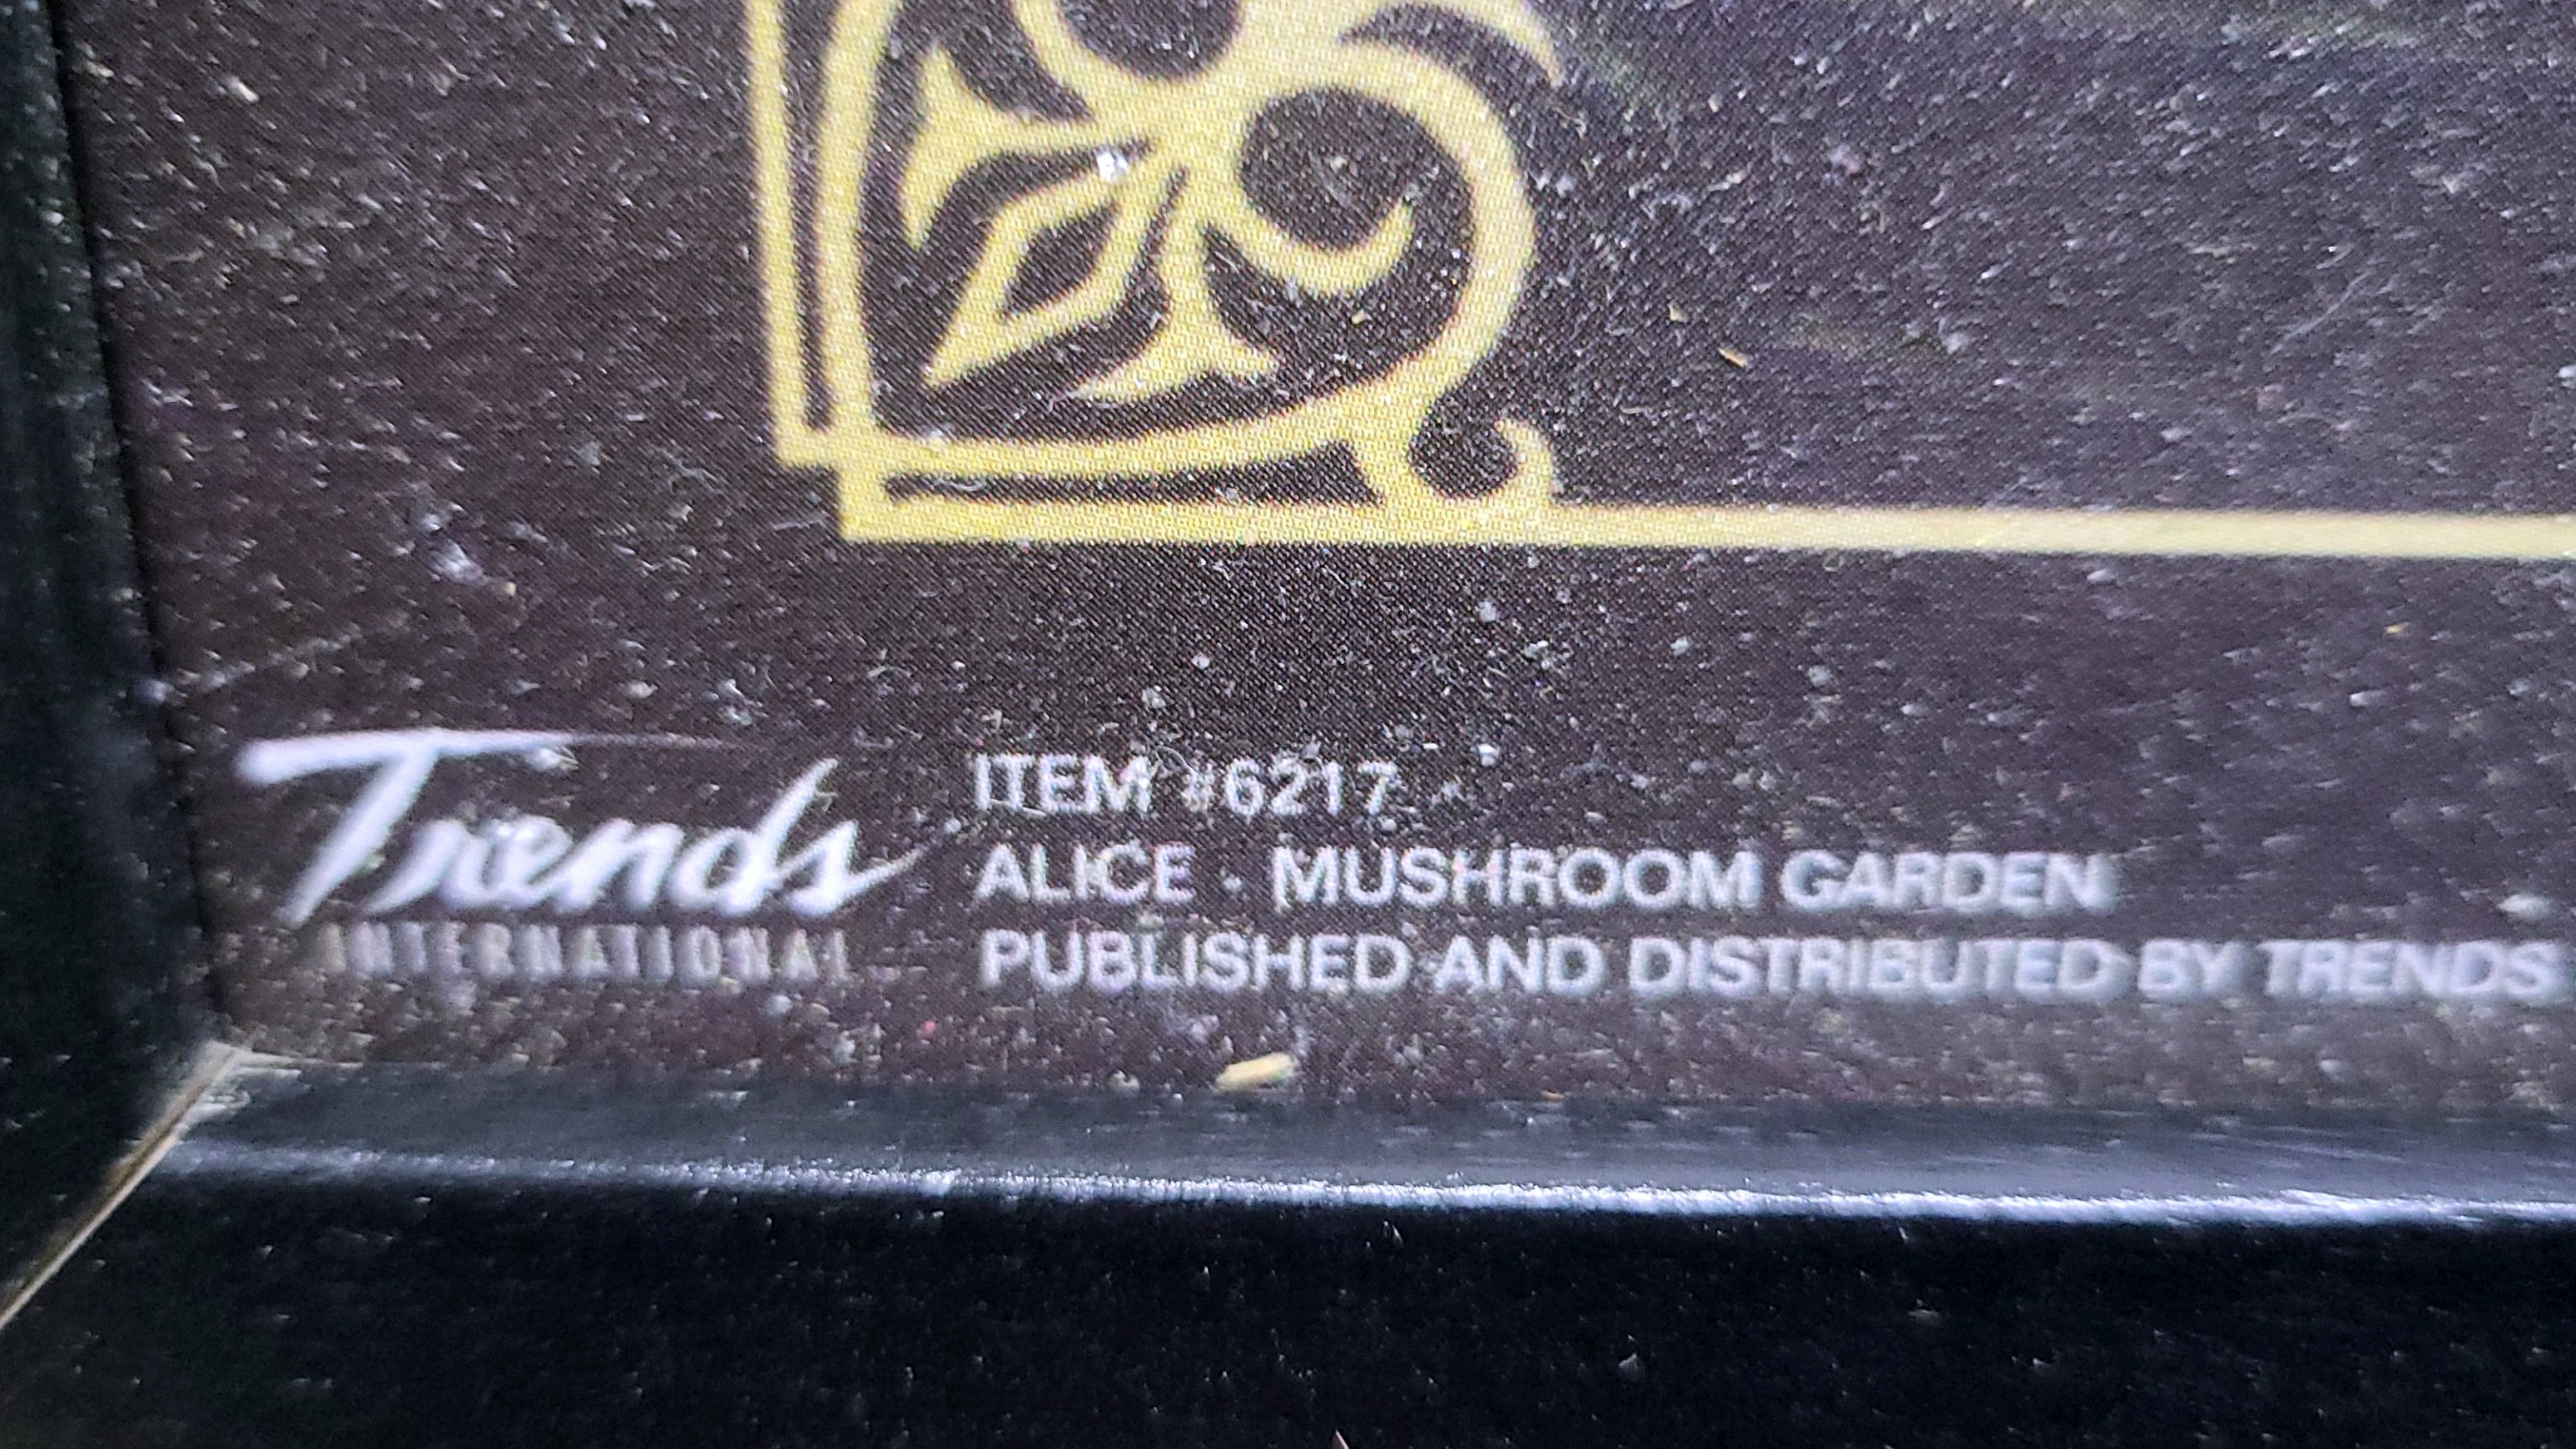 Trends
INTERNATIONAL
ITEM #6217
ALICE - MUSHROOM GARDEN
PUBLISHED AND DISTRIBUTED BY TRENDS